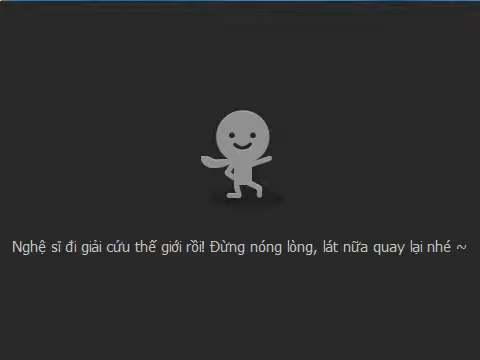 Nghệ sĩ đi giải cứu thế giới rồi! Đừng nóng lòng, lát nữa quay lại nhé ~